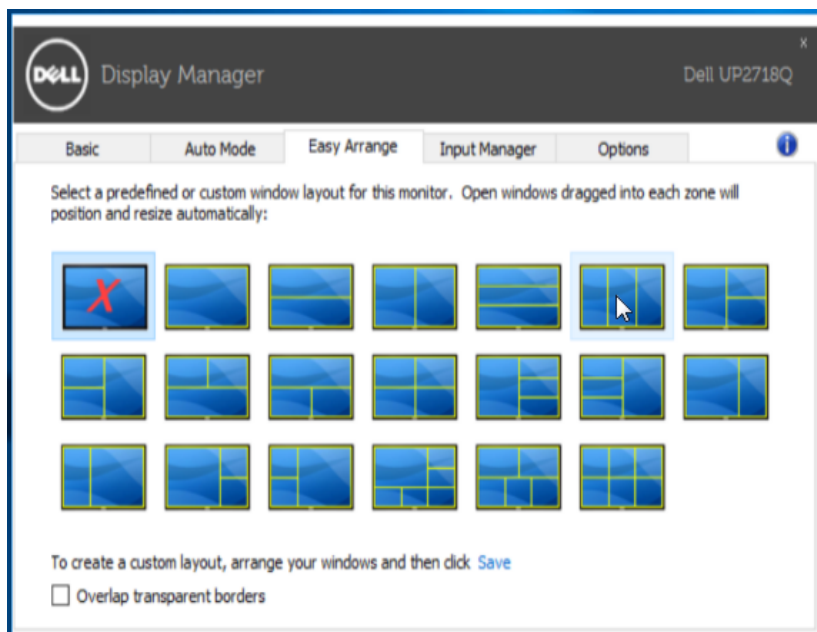 DELL Display Manager
x
Dell UP2718Q
Basic Auto Mode Easy Arrange Input Manager Options i
Select a predefined or custom window layout for this monitor. Open windows dragged into each zone will
position and resize automatically:
X
To create a custom layout, arrange your windows and then click Save
Overlap transparent borders